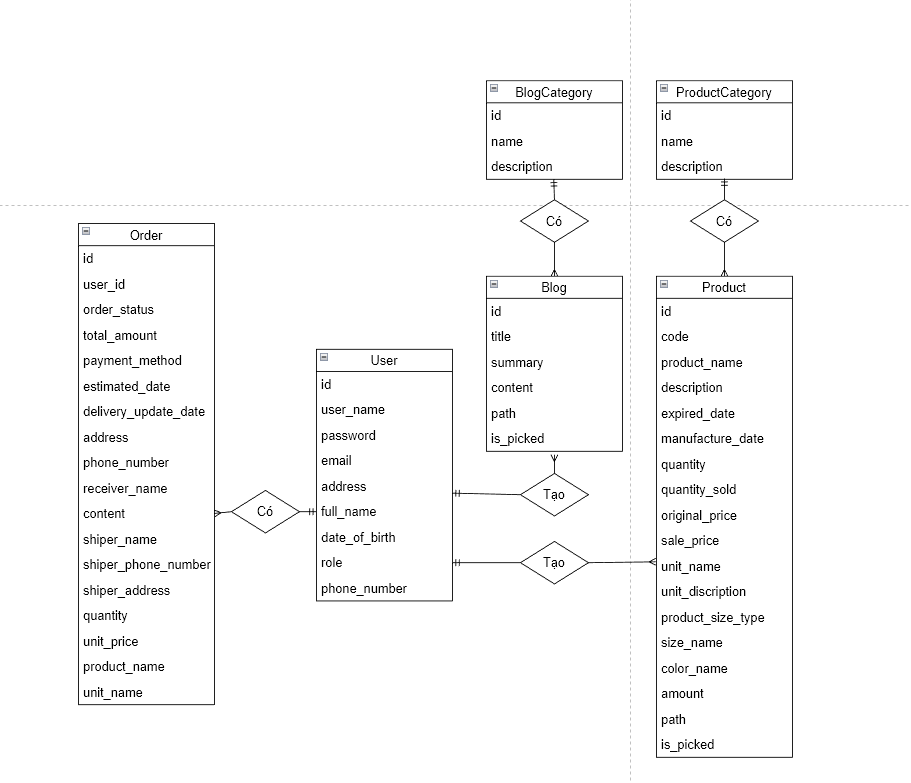 BlogCategory
id
name
description
ProductCategory
id
name
description
Có
Có
Order
id
user_id
order_status
total_amount
payment_method
estimated_date
delivery_update_date
address
phone_number
receiver_name
content
shiper_name
shiper_phone_number
shiper_address
quantity
unit_price
product_name
unit_name
Có
User
id
user_name
password
email
address
full_name
date_of_birth
role
phone_number
Blog
id
title
summary
content
path
is_picked
Tạo
Tạo
Product
id
code
product_name
description
expired_date
manufacture_date
quantity
quantity_sold
original_price
sale_price
unit_name
unit_discription
product_size_type
size_name
color_name
amount
path
is_picked